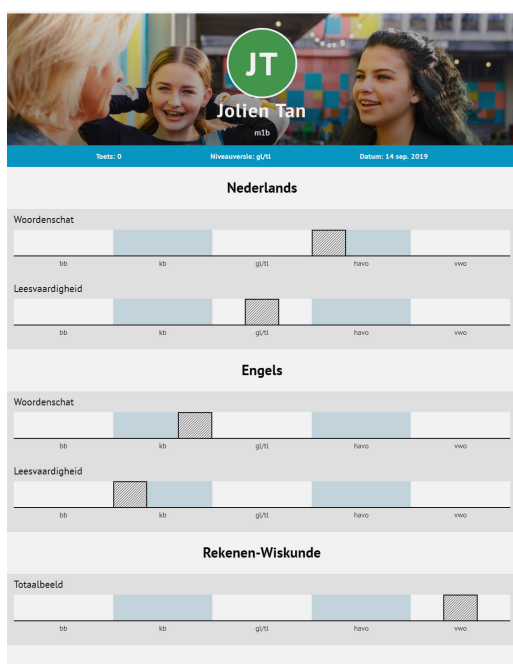 JT
Jolien Tan
m1b
Toets: 0 Niveauversie: gl/tl Datum: 14 sep. 2019
Nederlands
Woordenschat
bb kb gl/tl havo vwo
Leesvaardigheid
bb kb gl/tl havo vwo
Engels
Woordenschat
bb kb gl/tl havo vwo
Leesvaardigheid
bb kb gl/tl havo vwo
Rekenen-Wiskunde
Totaalbeeld
bb kb gl/tl havo vwo